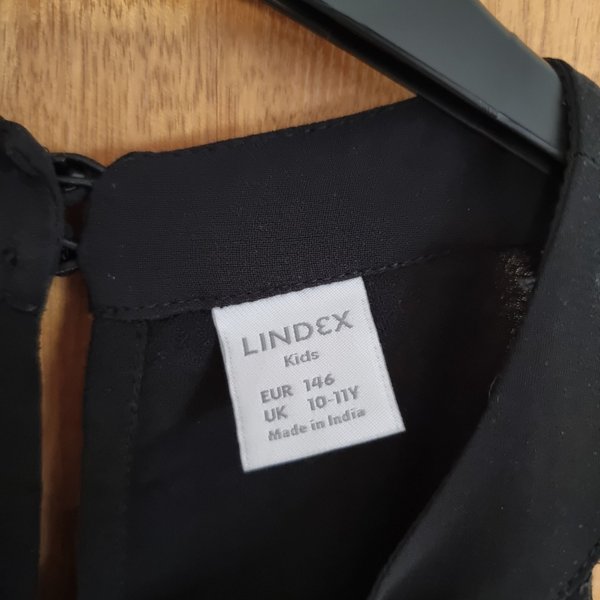 LINDEX
Kids
EUR 146
UK 10-11Y
Made in India